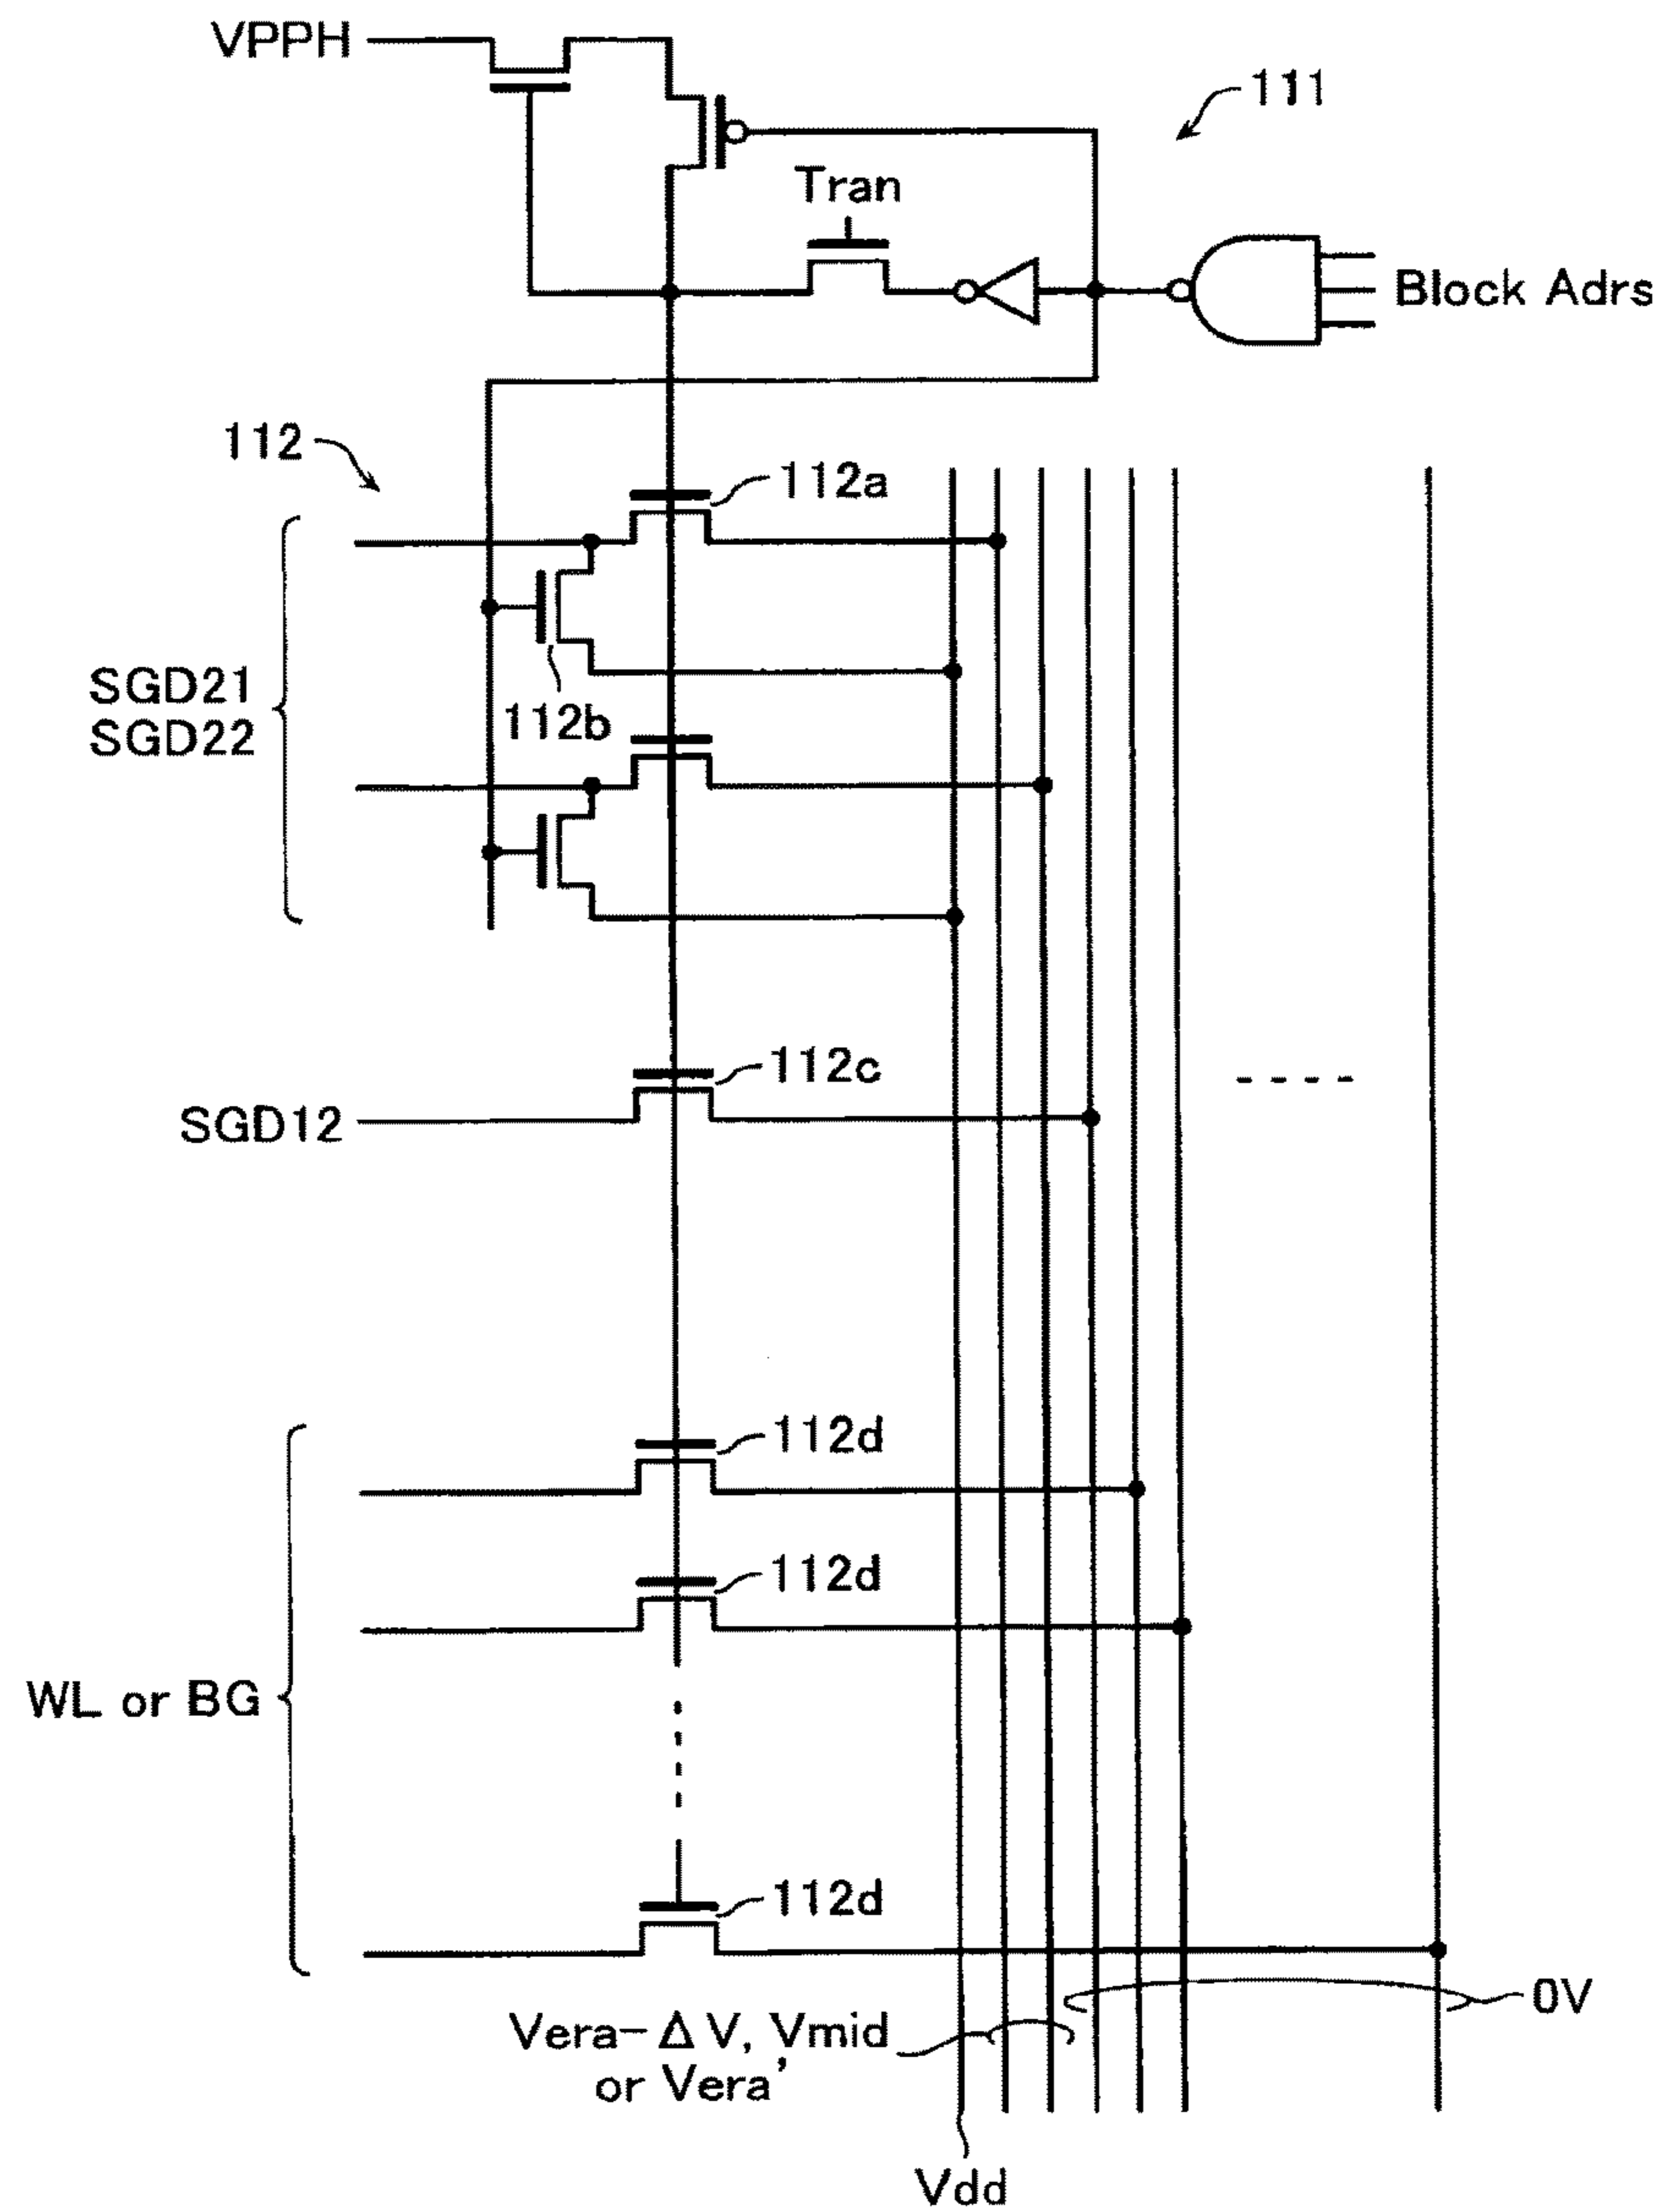 VPPH
111
Tran
Block Adrs
112
112a
SGD21
SGD22
112b
112c
SGD12
112d
112d
WL or BG
112d
0V
Vera-ΔV, Vmid
or Vera'
Vdd